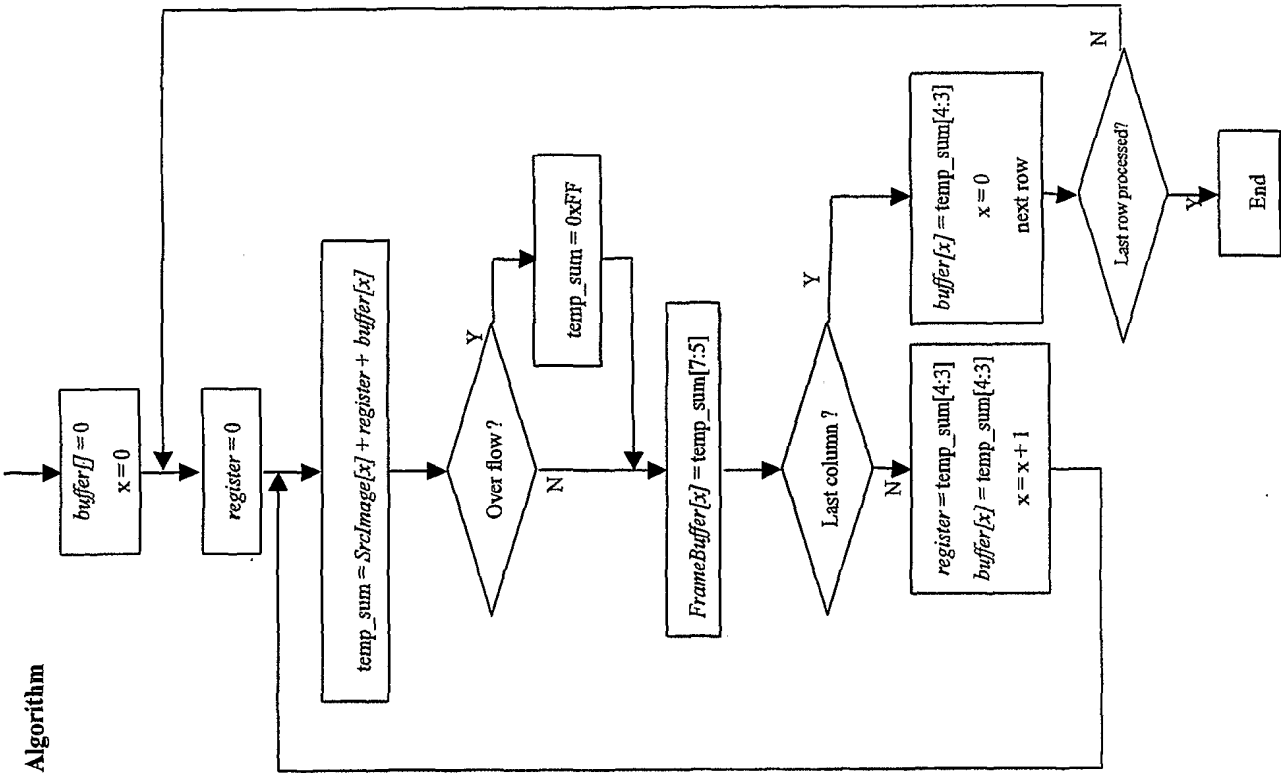 Algorithm
buffer[] = 0
x = 0
register = 0
temp_sum = SrcImage[x] + register + buffer[x]
Over flow ?
Y
N
temp_sum = 0xFF
FrameBuffer[x] = temp_sum[7:5]
Last column ?
Y
N
register = temp_sum[4:3]
buffer[x] = temp_sum[4:3]
x = x + 1
buffer[x] = temp_sum[4:3]
x = 0
next row
Last row processed?
N
Y
End